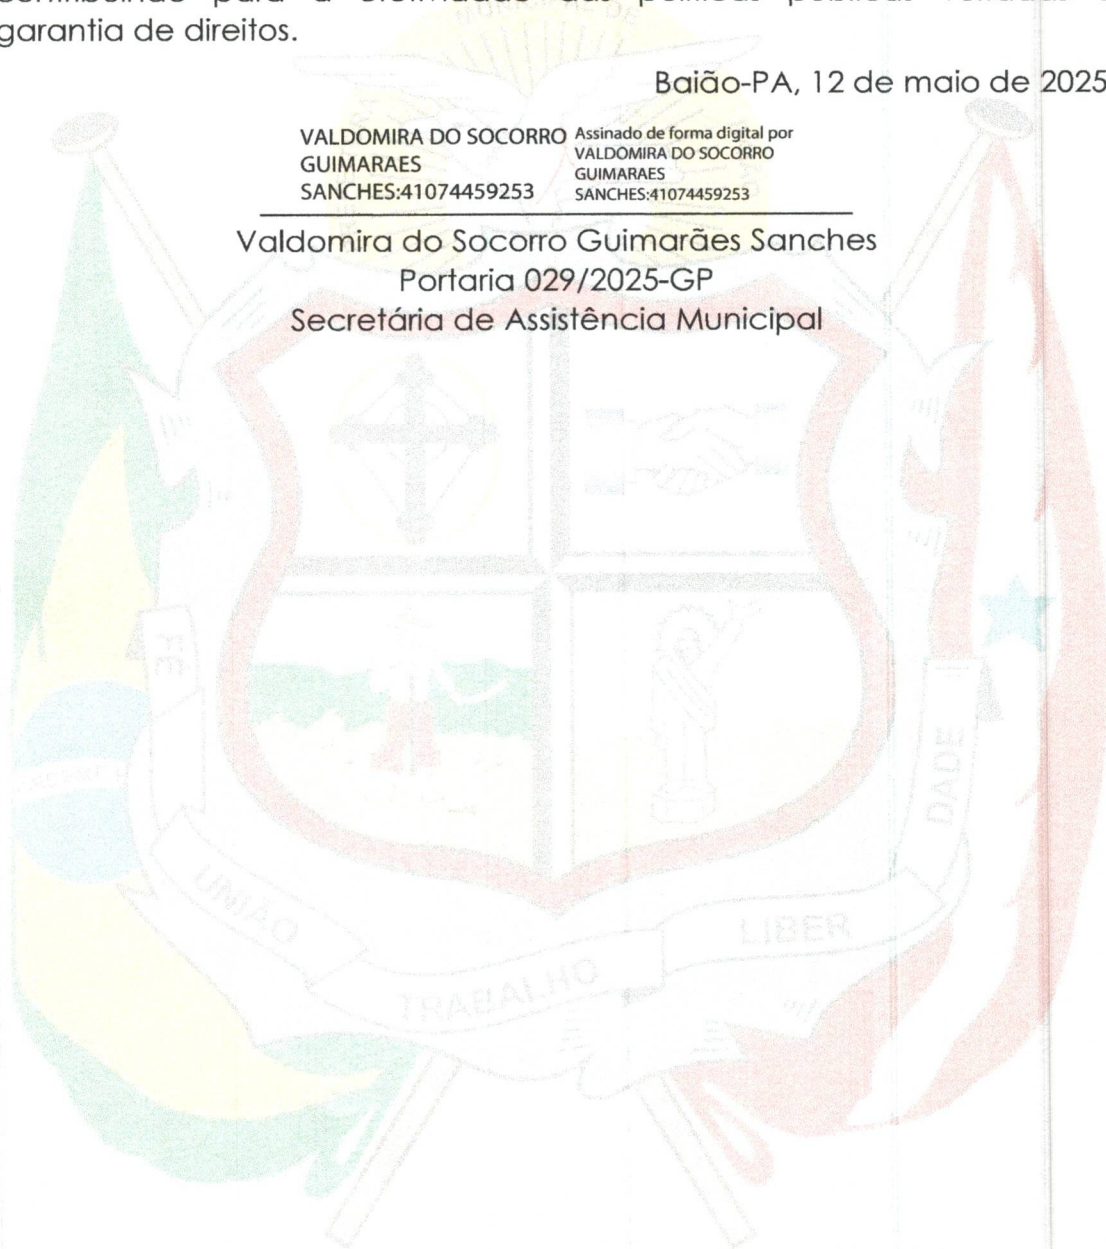 garantia de direitos.
MUNICÍPIO DE
Baião-PA, 12 de maio de 2025
VALDOMIRA DO SOCORRO
GUIMARAES
SANCHES:41074459253
Assinado de forma digital por
VALDOMIRA DO SOCORRO
GUIMARAES
SANCHES:41074459253
Valdomira do Socorro Guimarães Sanches
Portaria 029/2025-GP
Secretária de Assistência Municipal
FÉ
UNIÃO
TRABALHO
LIBER
DADE